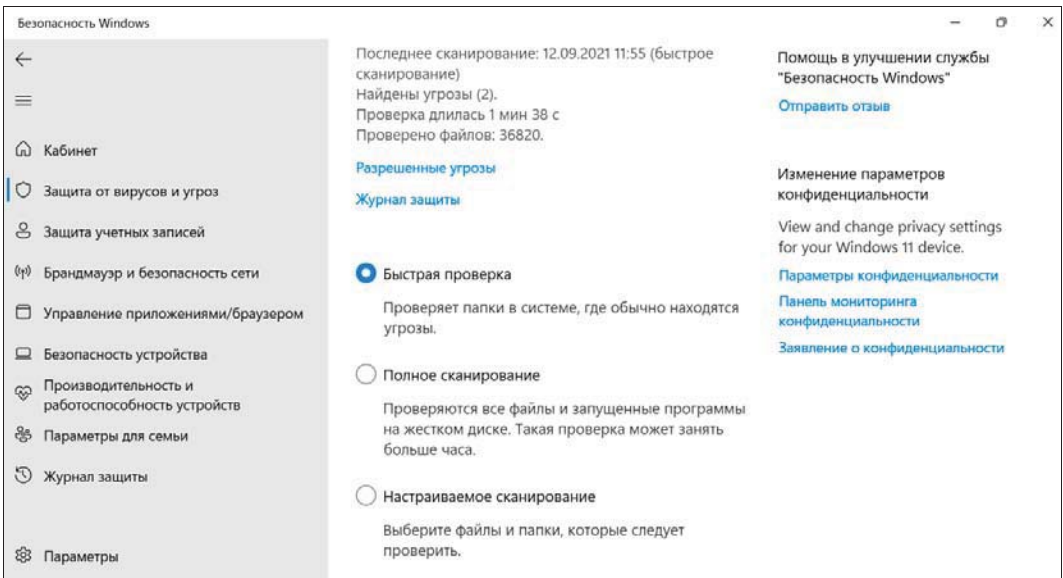 Безопасность Windows
Кабинет
Защита от вирусов и угроз
Защита учетных записей
Брандмауэр и безопасность сети
Управление приложениями/браузером
Безопасность устройства
Производительность и
работоспособность устройств
Параметры для семьи
Журнал защиты
Параметры
Последнее сканирование: 12.09.2021 11:55 (быстрое
сканирование)
Найдены угрозы (2).
Проверка длилась 1 мин 38 с
Проверено файлов: 36820.
Разрешенные угрозы
Журнал защиты
Быстрая проверка
Проверяет папки в системе, где обычно находятся
угрозы.
Полное сканирование
Проверяются все файлы и запущенные программы
на жестком диске. Такая проверка может занять
больше часа.
Настраиваемое сканирование
Выберите файлы и папки, которые следует
проверить.
Помощь в улучшении службы
"Безопасность Windows"
Отправить отзыв
Изменение параметров
конфиденциальности
View and change privacy settings
for your Windows 11 device.
Параметры конфиденциальности
Панель мониторинга
конфиденциальности
Заявление о конфиденциальности